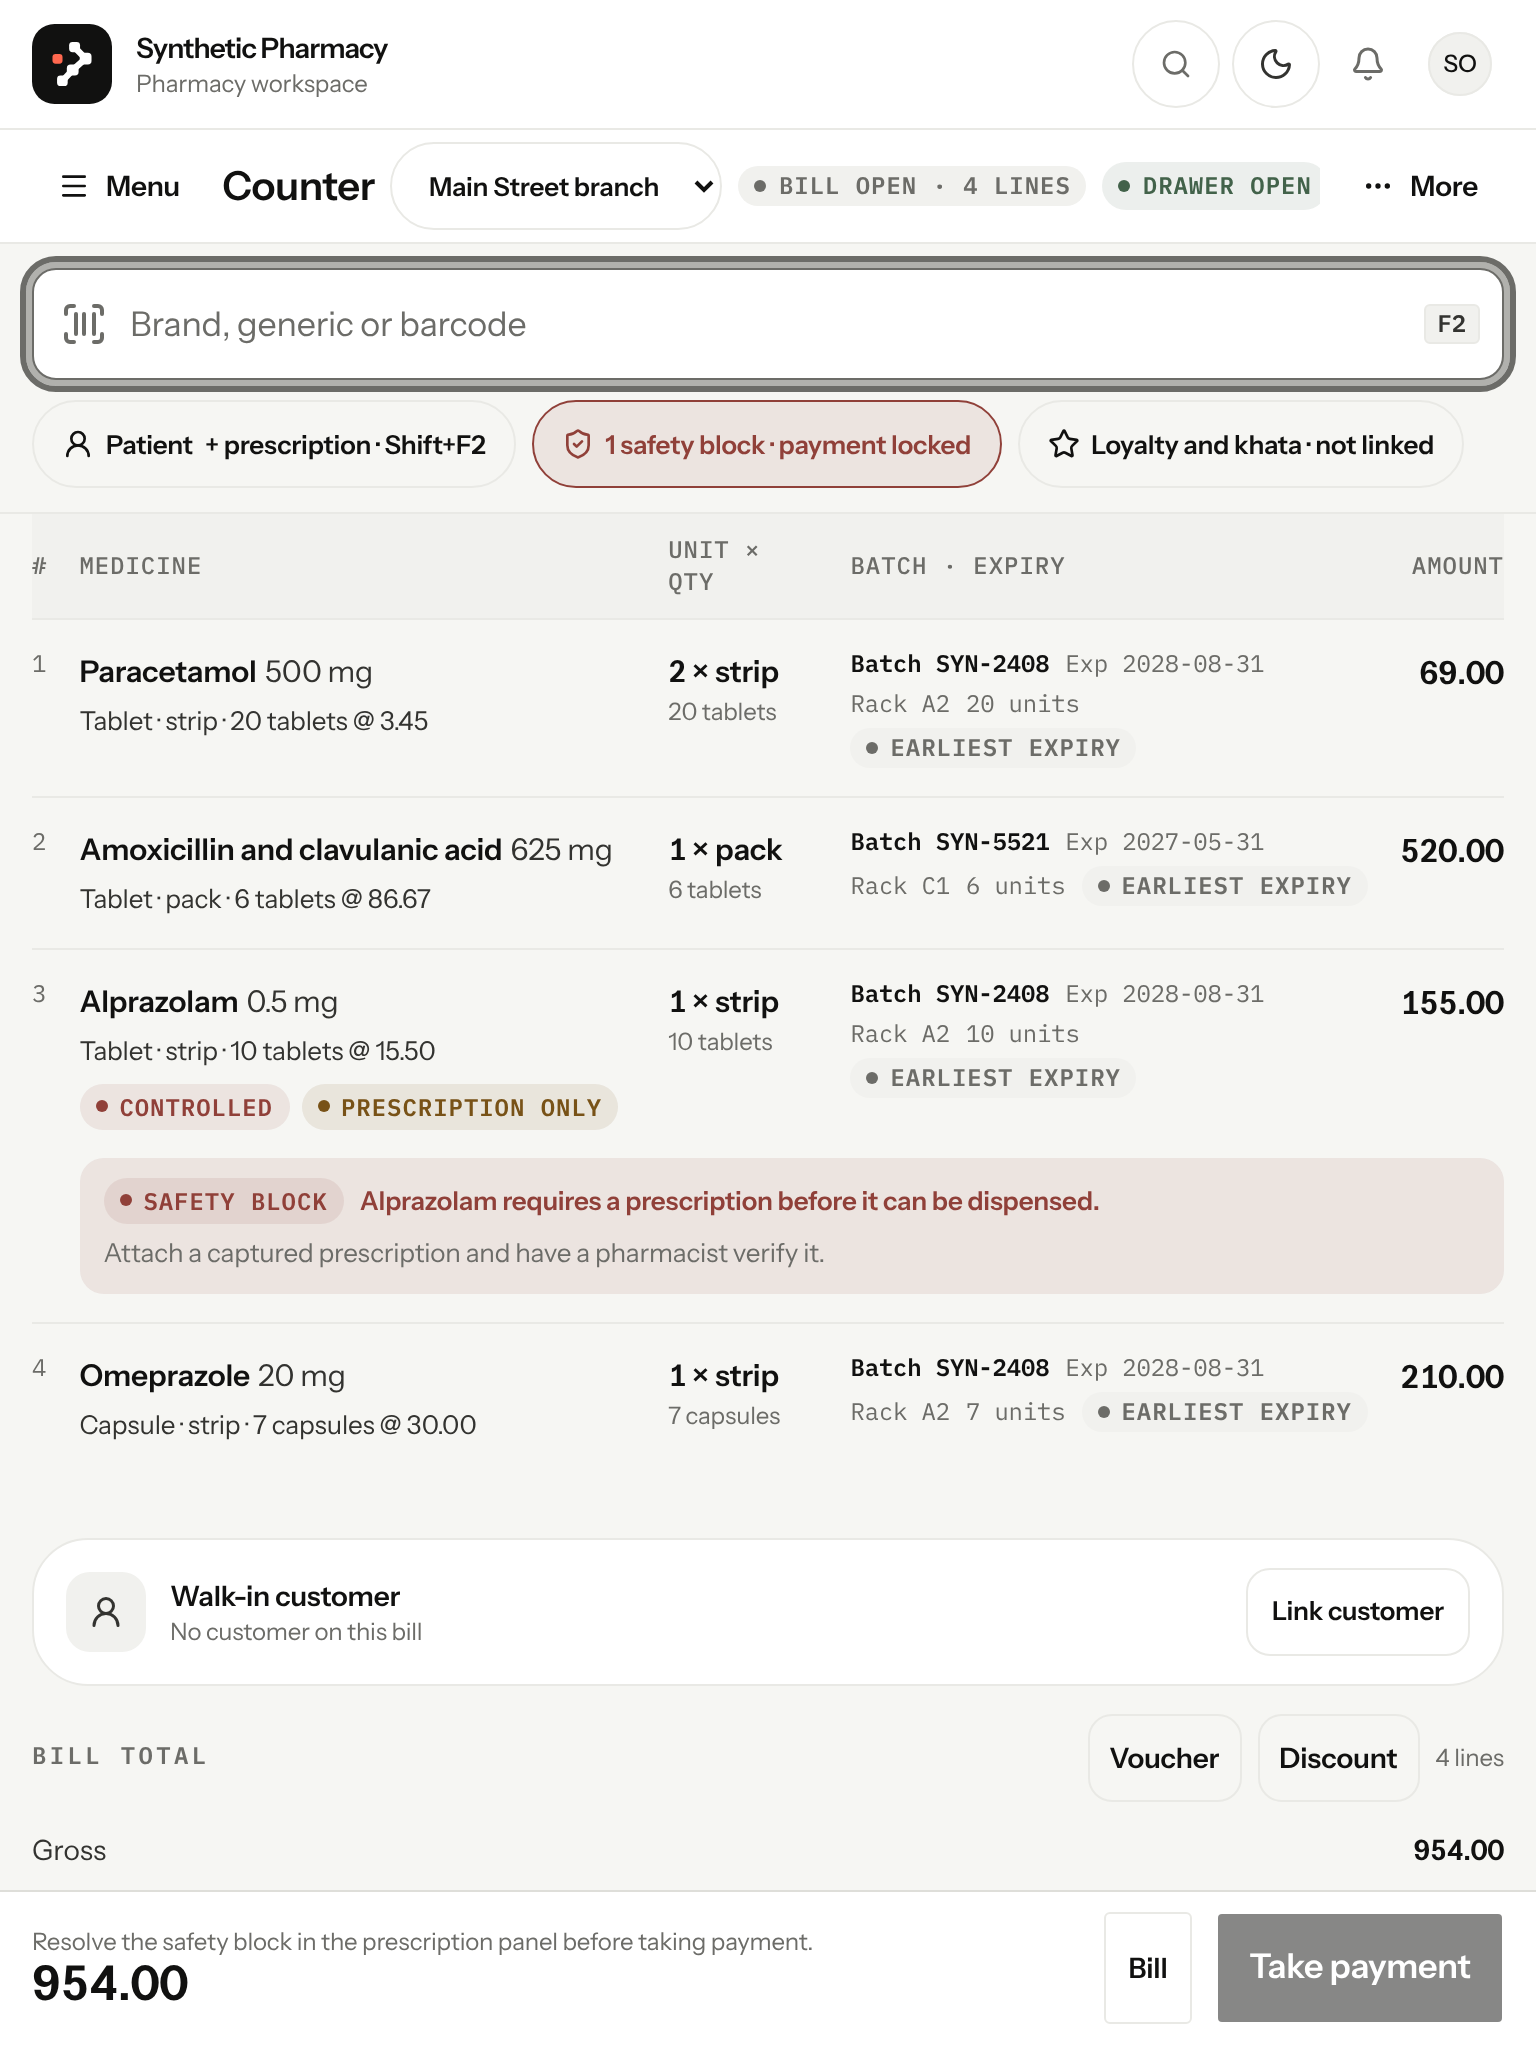 Synthetic Pharmacy
Pharmacy workspace
SO
Menu
Counter
Main Street branch
BILL OPEN · 4 LINES
DRAWER OPEN
More
Brand, generic or barcode
F2
Patient + prescription · Shift+F2
1 safety block · payment locked
Loyalty and khata · not linked
# MEDICINE UNIT × QTY BATCH · EXPIRY AMOUNT
1
Paracetamol 500 mg
Tablet · strip · 20 tablets @ 3.45
2 × strip
20 tablets
Batch SYN-2408 Exp 2028-08-31
Rack A2 20 units
EARLIEST EXPIRY
69.00
2
Amoxicillin and clavulanic acid 625 mg
Tablet · pack · 6 tablets @ 86.67
1 × pack
6 tablets
Batch SYN-5521 Exp 2027-05-31
Rack C1 6 units EARLIEST EXPIRY
520.00
3
Alprazolam 0.5 mg
Tablet · strip · 10 tablets @ 15.50
CONTROLLED PRESCRIPTION ONLY
1 × strip
10 tablets
Batch SYN-2408 Exp 2028-08-31
Rack A2 10 units
EARLIEST EXPIRY
155.00
SAFETY BLOCK Alprazolam requires a prescription before it can be dispensed.
Attach a captured prescription and have a pharmacist verify it.
4
Omeprazole 20 mg
Capsule · strip · 7 capsules @ 30.00
1 × strip
7 capsules
Batch SYN-2408 Exp 2028-08-31
Rack A2 7 units EARLIEST EXPIRY
210.00
Walk-in customer
No customer on this bill
Link customer
BILL TOTAL
Voucher
Discount
4 lines
Gross 954.00
Resolve the safety block in the prescription panel before taking payment.
954.00
Bill
Take payment